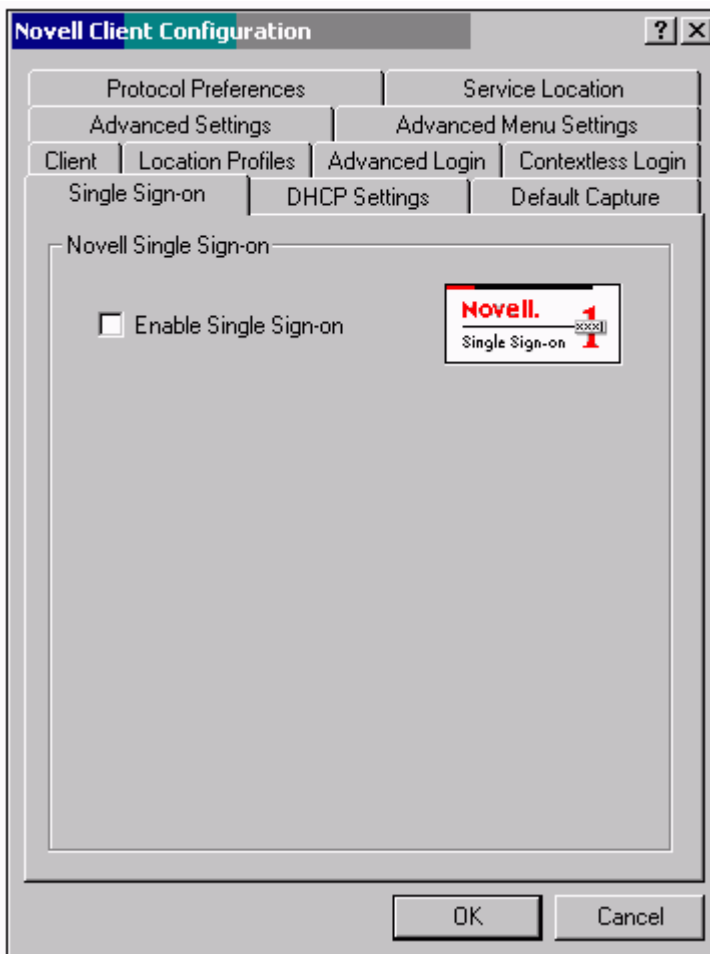 Novell Client Configuration
Protocol Preferences
Service Location
Advanced Settings
Advanced Menu Settings
Client
Location Profiles
Advanced Login
Contextless Login
Single Sign-on
DHCP Settings
Default Capture
Novell Single Sign-on
Enable Single Sign-on
Novell.
Single Sign-on
1
xxx
OK
Cancel